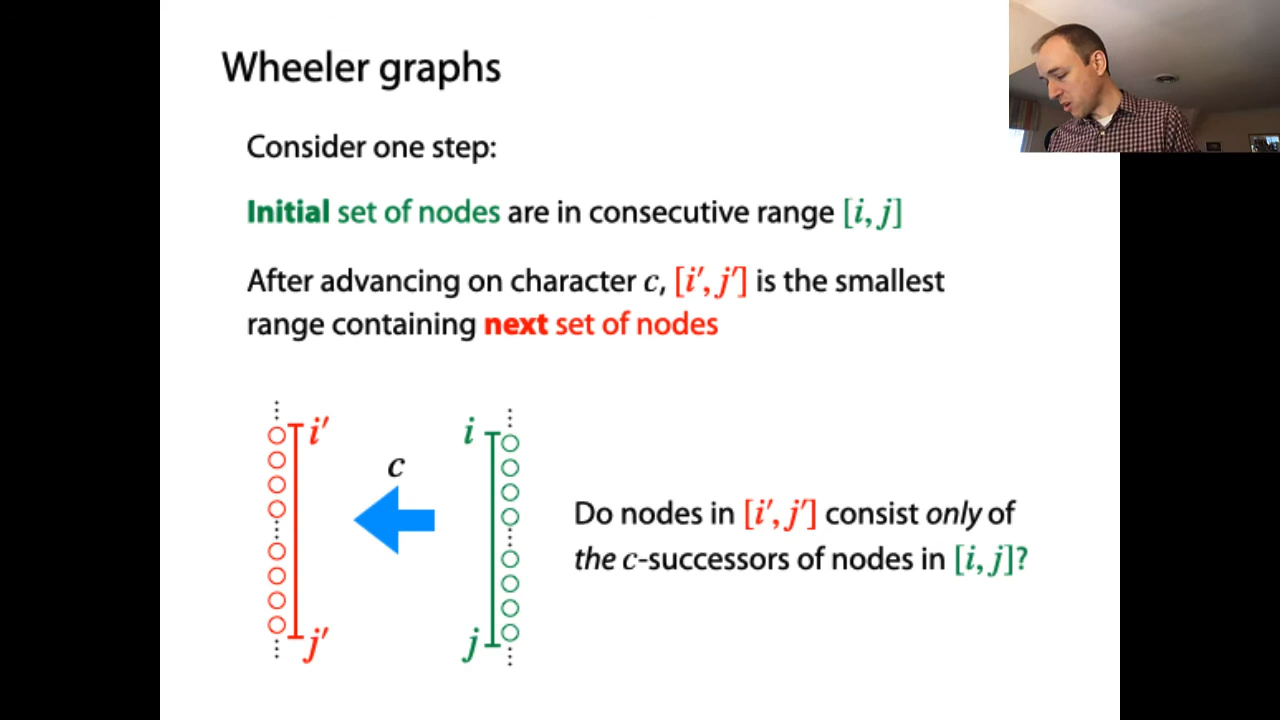 Wheeler graphs
Consider one step:
Initial set of nodes are in consecutive range [i, j]
After advancing on character c, [i′, j′] is the smallest
range containing next set of nodes
i′
c
i
Do nodes in [i′, j′] consist only of
the c-successors of nodes in [i, j]?
j′
j